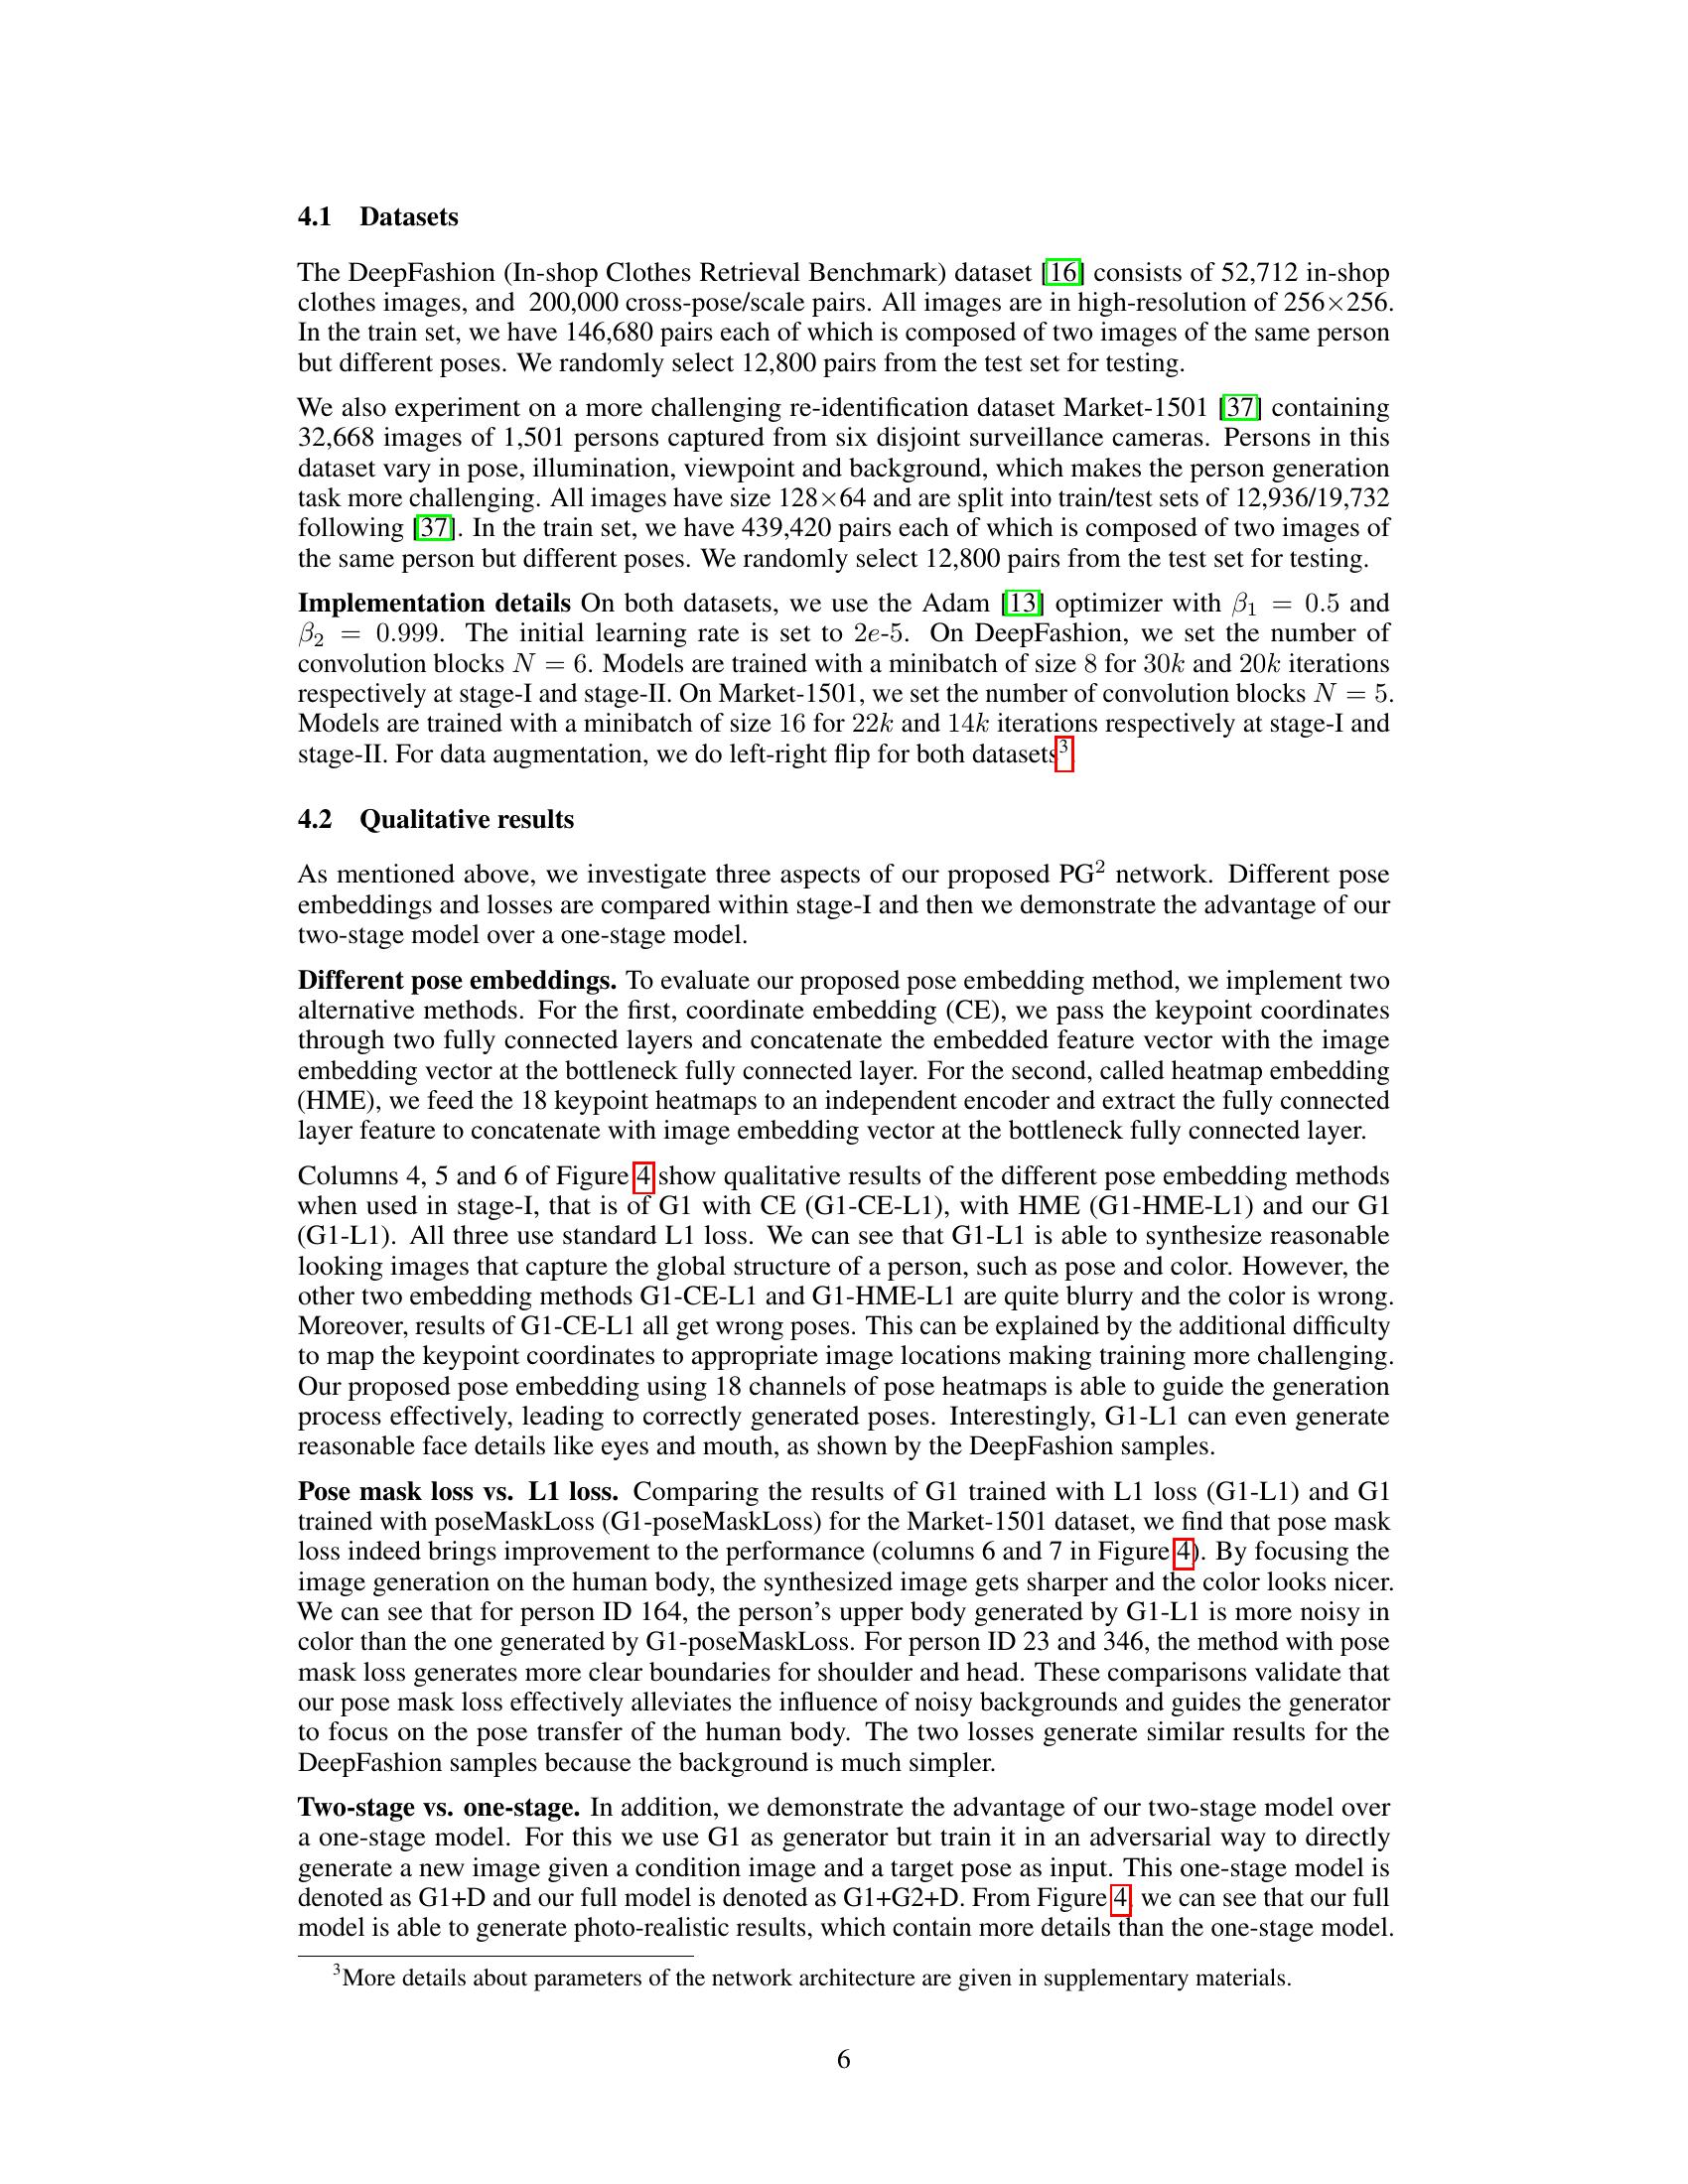 4.1 Datasets
The DeepFashion (In-shop Clothes Retrieval Benchmark) dataset [16] consists of 52,712 in-shop
clothes images, and 200,000 cross-pose/scale pairs. All images are in high-resolution of 256×256.
In the train set, we have 146,680 pairs each of which is composed of two images of the same person
but different poses. We randomly select 12,800 pairs from the test set for testing.
We also experiment on a more challenging re-identification dataset Market-1501 [37] containing
32,668 images of 1,501 persons captured from six disjoint surveillance cameras. Persons in this
dataset vary in pose, illumination, viewpoint and background, which makes the person generation
task more challenging. All images have size 128×64 and are split into train/test sets of 12,936/19,732
following [37]. In the train set, we have 439,420 pairs each of which is composed of two images of
the same person but different poses. We randomly select 12,800 pairs from the test set for testing.
Implementation details On both datasets, we use the Adam [13] optimizer with β₁ = 0.5 and
β₂ = 0.999. The initial learning rate is set to 2e-5. On DeepFashion, we set the number of
convolution blocks N = 6. Models are trained with a minibatch of size 8 for 30k and 20k iterations
respectively at stage-I and stage-II. On Market-1501, we set the number of convolution blocks N = 5.
Models are trained with a minibatch of size 16 for 22k and 14k iterations respectively at stage-I and
stage-II. For data augmentation, we do left-right flip for both datasets³.
4.2 Qualitative results
As mentioned above, we investigate three aspects of our proposed PG² network. Different pose
embeddings and losses are compared within stage-I and then we demonstrate the advantage of our
two-stage model over a one-stage model.
Different pose embeddings. To evaluate our proposed pose embedding method, we implement two
alternative methods. For the first, coordinate embedding (CE), we pass the keypoint coordinates
through two fully connected layers and concatenate the embedded feature vector with the image
embedding vector at the bottleneck fully connected layer. For the second, called heatmap embedding
(HME), we feed the 18 keypoint heatmaps to an independent encoder and extract the fully connected
layer feature to concatenate with image embedding vector at the bottleneck fully connected layer.
Columns 4, 5 and 6 of Figure 4 show qualitative results of the different pose embedding methods
when used in stage-I, that is of G1 with CE (G1-CE-L1), with HME (G1-HME-L1) and our G1
(G1-L1). All three use standard L1 loss. We can see that G1-L1 is able to synthesize reasonable
looking images that capture the global structure of a person, such as pose and color. However, the
other two embedding methods G1-CE-L1 and G1-HME-L1 are quite blurry and the color is wrong.
Moreover, results of G1-CE-L1 all get wrong poses. This can be explained by the additional difficulty
to map the keypoint coordinates to appropriate image locations making training more challenging.
Our proposed pose embedding using 18 channels of pose heatmaps is able to guide the generation
process effectively, leading to correctly generated poses. Interestingly, G1-L1 can even generate
reasonable face details like eyes and mouth, as shown by the DeepFashion samples.
Pose mask loss vs. L1 loss. Comparing the results of G1 trained with L1 loss (G1-L1) and G1
trained with poseMaskLoss (G1-poseMaskLoss) for the Market-1501 dataset, we find that pose mask
loss indeed brings improvement to the performance (columns 6 and 7 in Figure 4). By focusing the
image generation on the human body, the synthesized image gets sharper and the color looks nicer.
We can see that for person ID 164, the person's upper body generated by G1-L1 is more noisy in
color than the one generated by G1-poseMaskLoss. For person ID 23 and 346, the method with pose
mask loss generates more clear boundaries for shoulder and head. These comparisons validate that
our pose mask loss effectively alleviates the influence of noisy backgrounds and guides the generator
to focus on the pose transfer of the human body. The two losses generate similar results for the
DeepFashion samples because the background is much simpler.
Two-stage vs. one-stage. In addition, we demonstrate the advantage of our two-stage model over
a one-stage model. For this we use G1 as generator but train it in an adversarial way to directly
generate a new image given a condition image and a target pose as input. This one-stage model is
denoted as G1+D and our full model is denoted as G1+G2+D. From Figure 4, we can see that our full
model is able to generate photo-realistic results, which contain more details than the one-stage model.
³More details about parameters of the network architecture are given in supplementary materials.
6